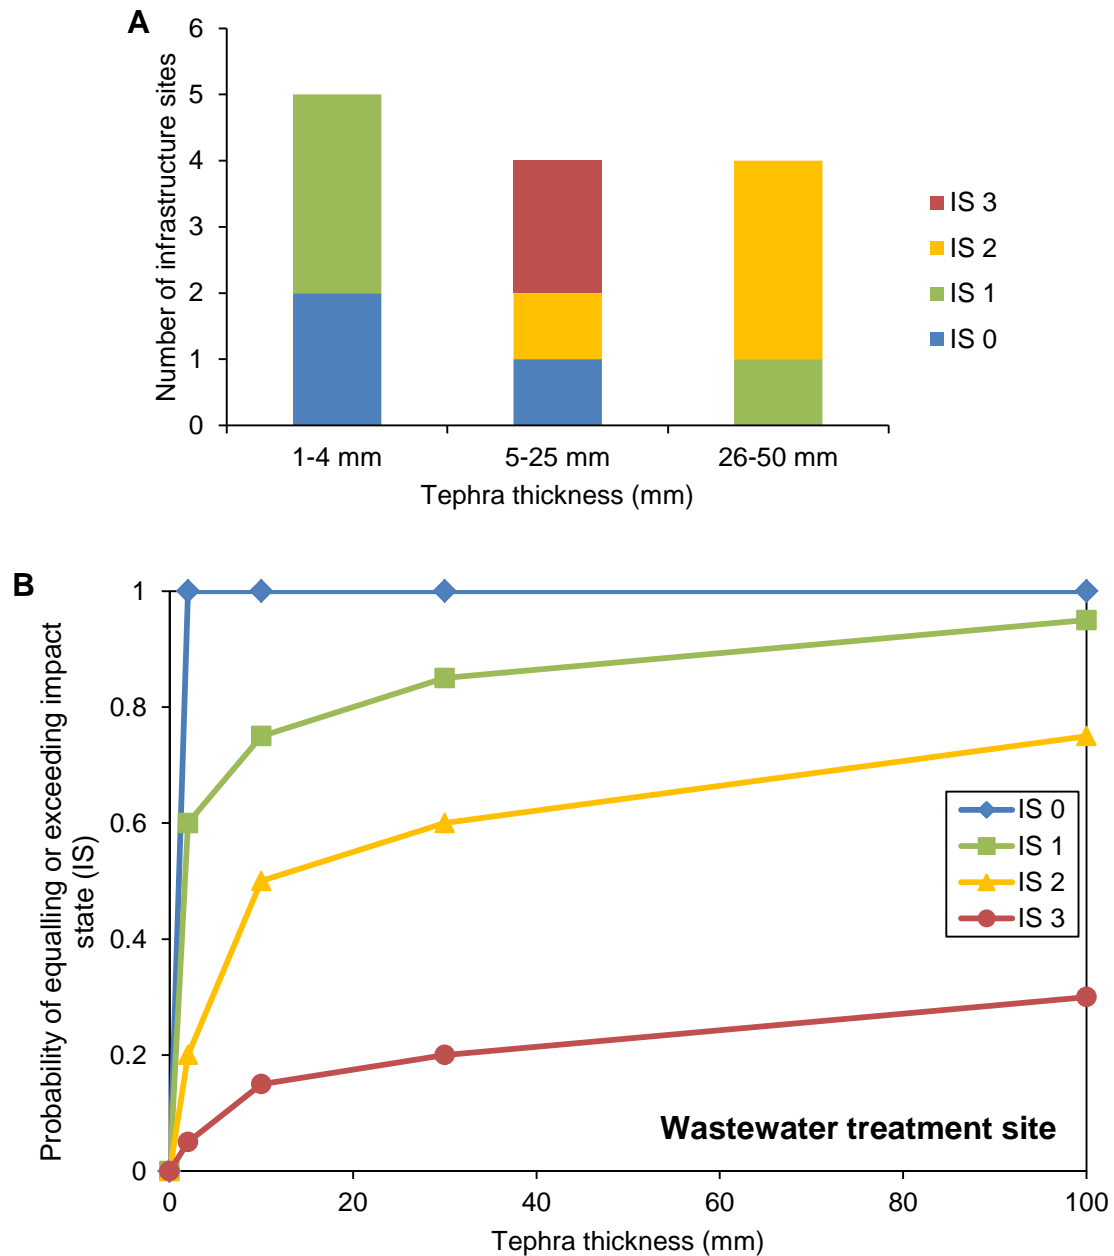 A
Number of infrastructure sites
6
5
4
3
2
1
0
1-4 mm 5-25 mm 26-50 mm
Tephra thickness (mm)
IS 3
IS 2
IS 1
IS 0
B
Probability of equalling or exceeding impact
state (IS)
1
0.8
0.6
0.4
0.2
0
IS 0
IS 1
IS 2
IS 3
Wastewater treatment site
0 20 40 60 80 100
Tephra thickness (mm)